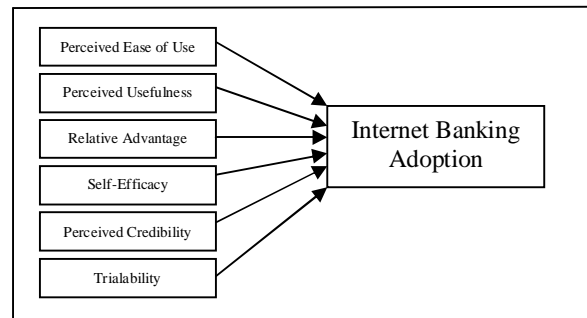 Perceived Ease of Use
Perceived Usefulness
Relative Advantage
Self-Efficacy
Perceived Credibility
Trialability
Internet Banking
Adoption